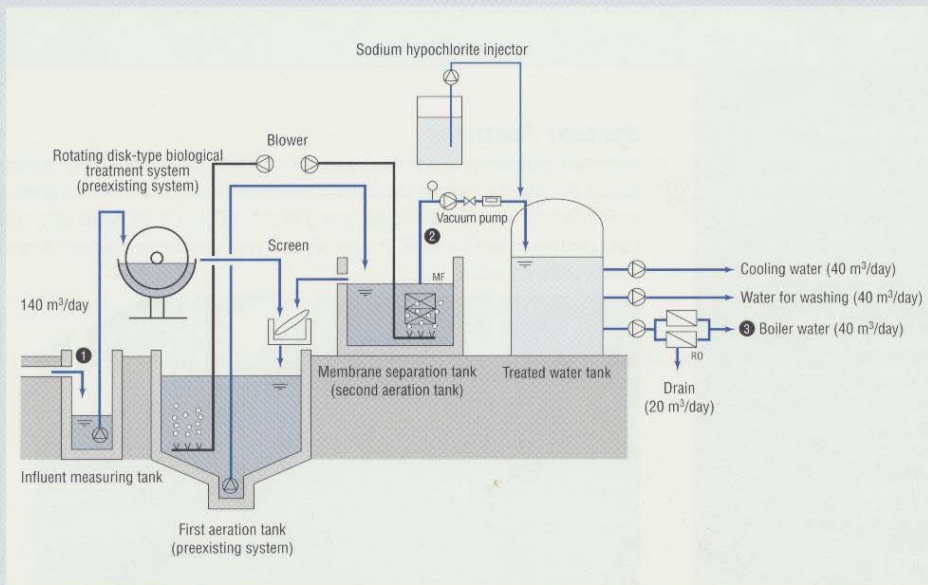 Sodium hypochlorite injector
Blower
Rotating disk-type biological
treatment system
(preexisting system)
Screen
Vacuum pump
2
MF
140 m³/day
1
Cooling water (40 m³/day)
Water for washing (40 m³/day)
3 Boiler water (40 m³/day)
RO
Membrane separation tank
(second aeration tank)
Treated water tank
Drain
(20 m³/day)
Influent measuring tank
First aeration tank
(preexisting system)